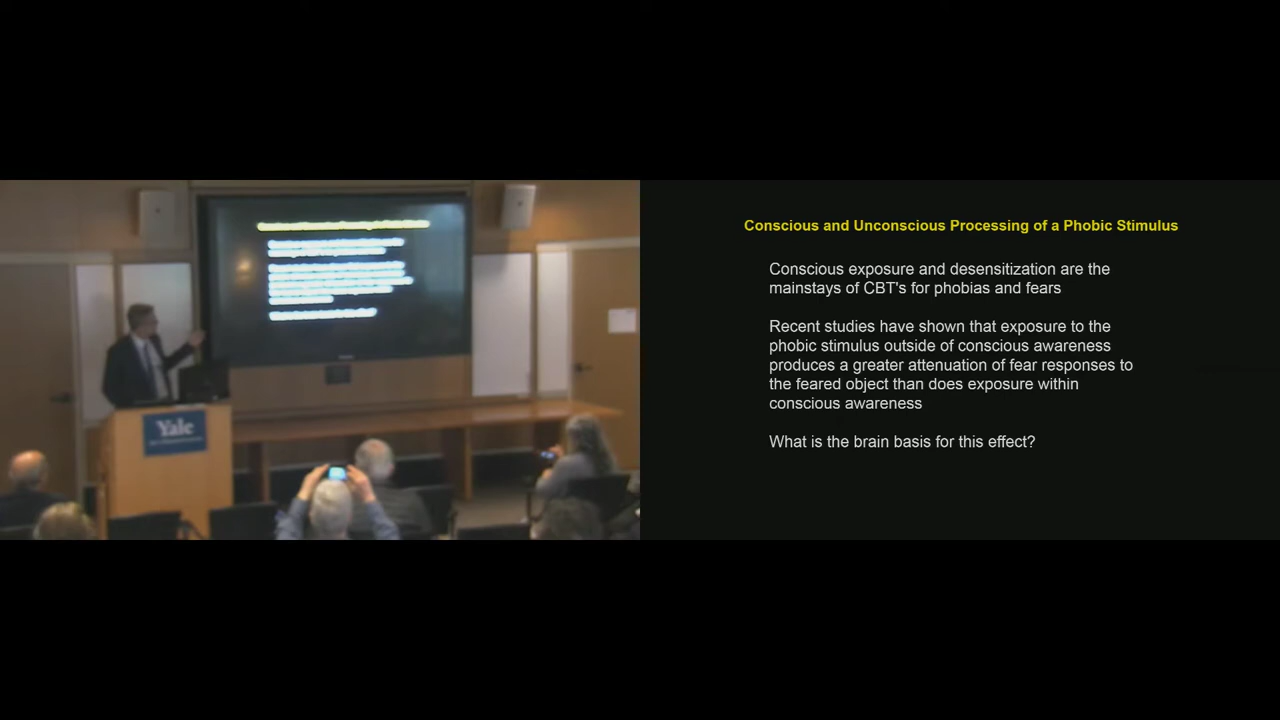 Yale
Conscious and Unconscious Processing of a Phobic Stimulus
Conscious exposure and desensitization are the
mainstays of CBT's for phobias and fears
Recent studies have shown that exposure to the
phobic stimulus outside of conscious awareness
produces a greater attenuation of fear responses to
the feared object than does exposure within
conscious awareness
What is the brain basis for this effect?